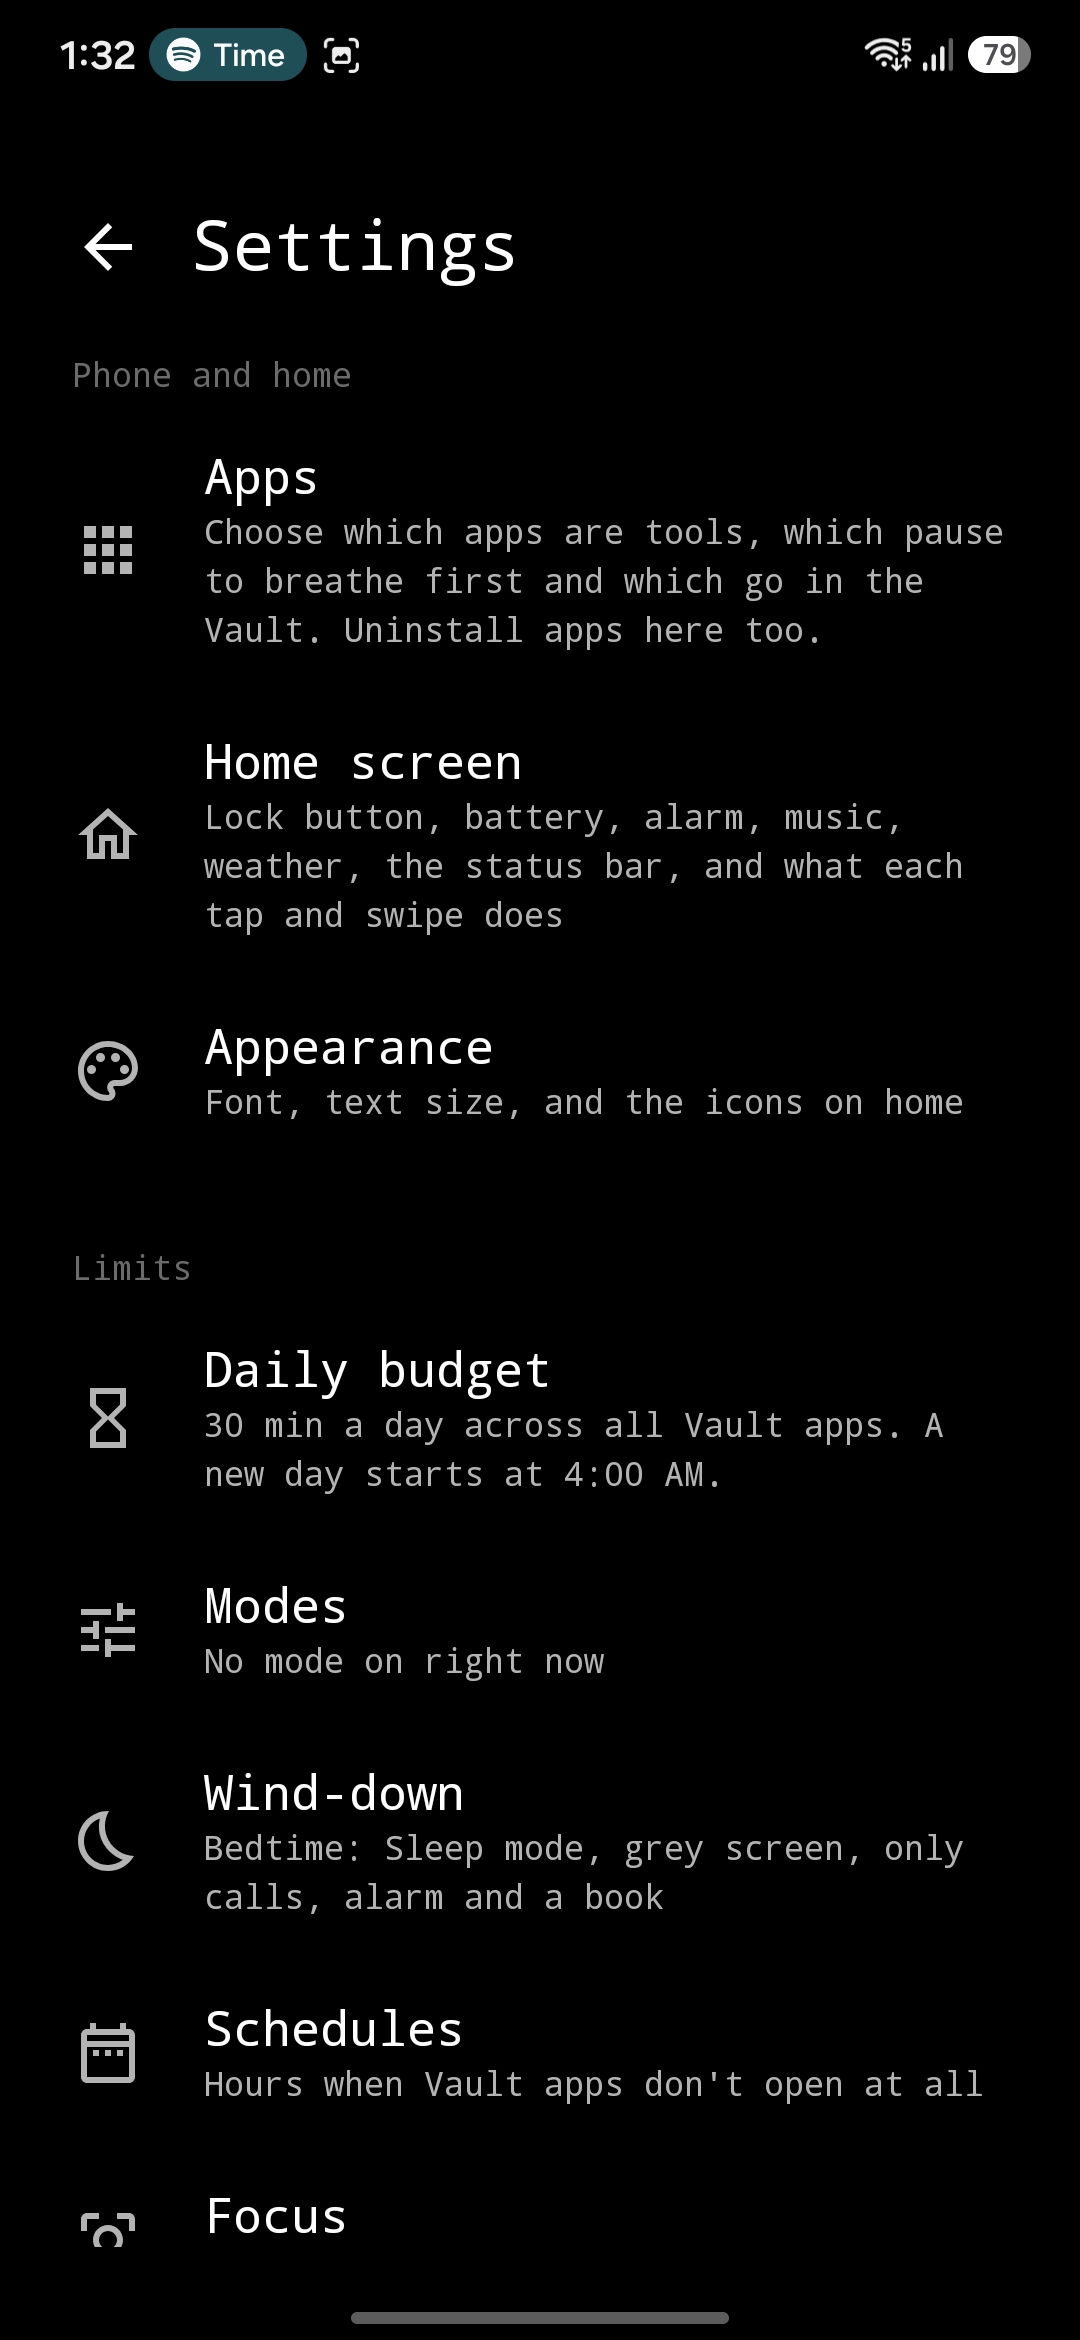 1:32 Time 5 79
Settings
Phone and home
Apps
Choose which apps are tools, which pause
to breathe first and which go in the
Vault. Uninstall apps here too.
Home screen
Lock button, battery, alarm, music,
weather, the status bar, and what each
tap and swipe does
Appearance
Font, text size, and the icons on home
Limits
Daily budget
30 min a day across all Vault apps. A
new day starts at 4:00 AM.
Modes
No mode on right now
Wind-down
Bedtime: Sleep mode, grey screen, only
calls, alarm and a book
Schedules
Hours when Vault apps don't open at all
Focus